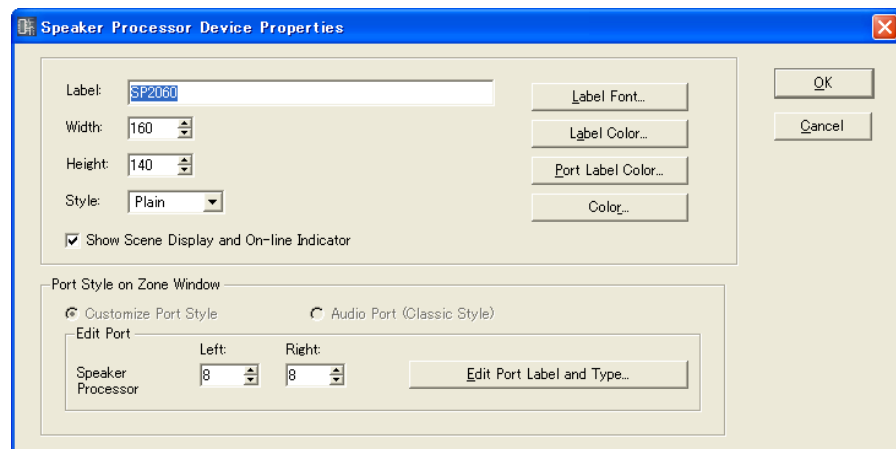 Speaker Processor Device Properties
Label: SP2060
Label Font...
OK
Width: 160
Label Color...
Cancel
Height: 140
Port Label Color...
Style: Plain
Color...
Show Scene Display and On-line Indicator
Port Style on Zone Window
Customize Port Style
Audio Port (Classic Style)
Edit Port
Left:
Right:
Speaker
Processor
8
8
Edit Port Label and Type...